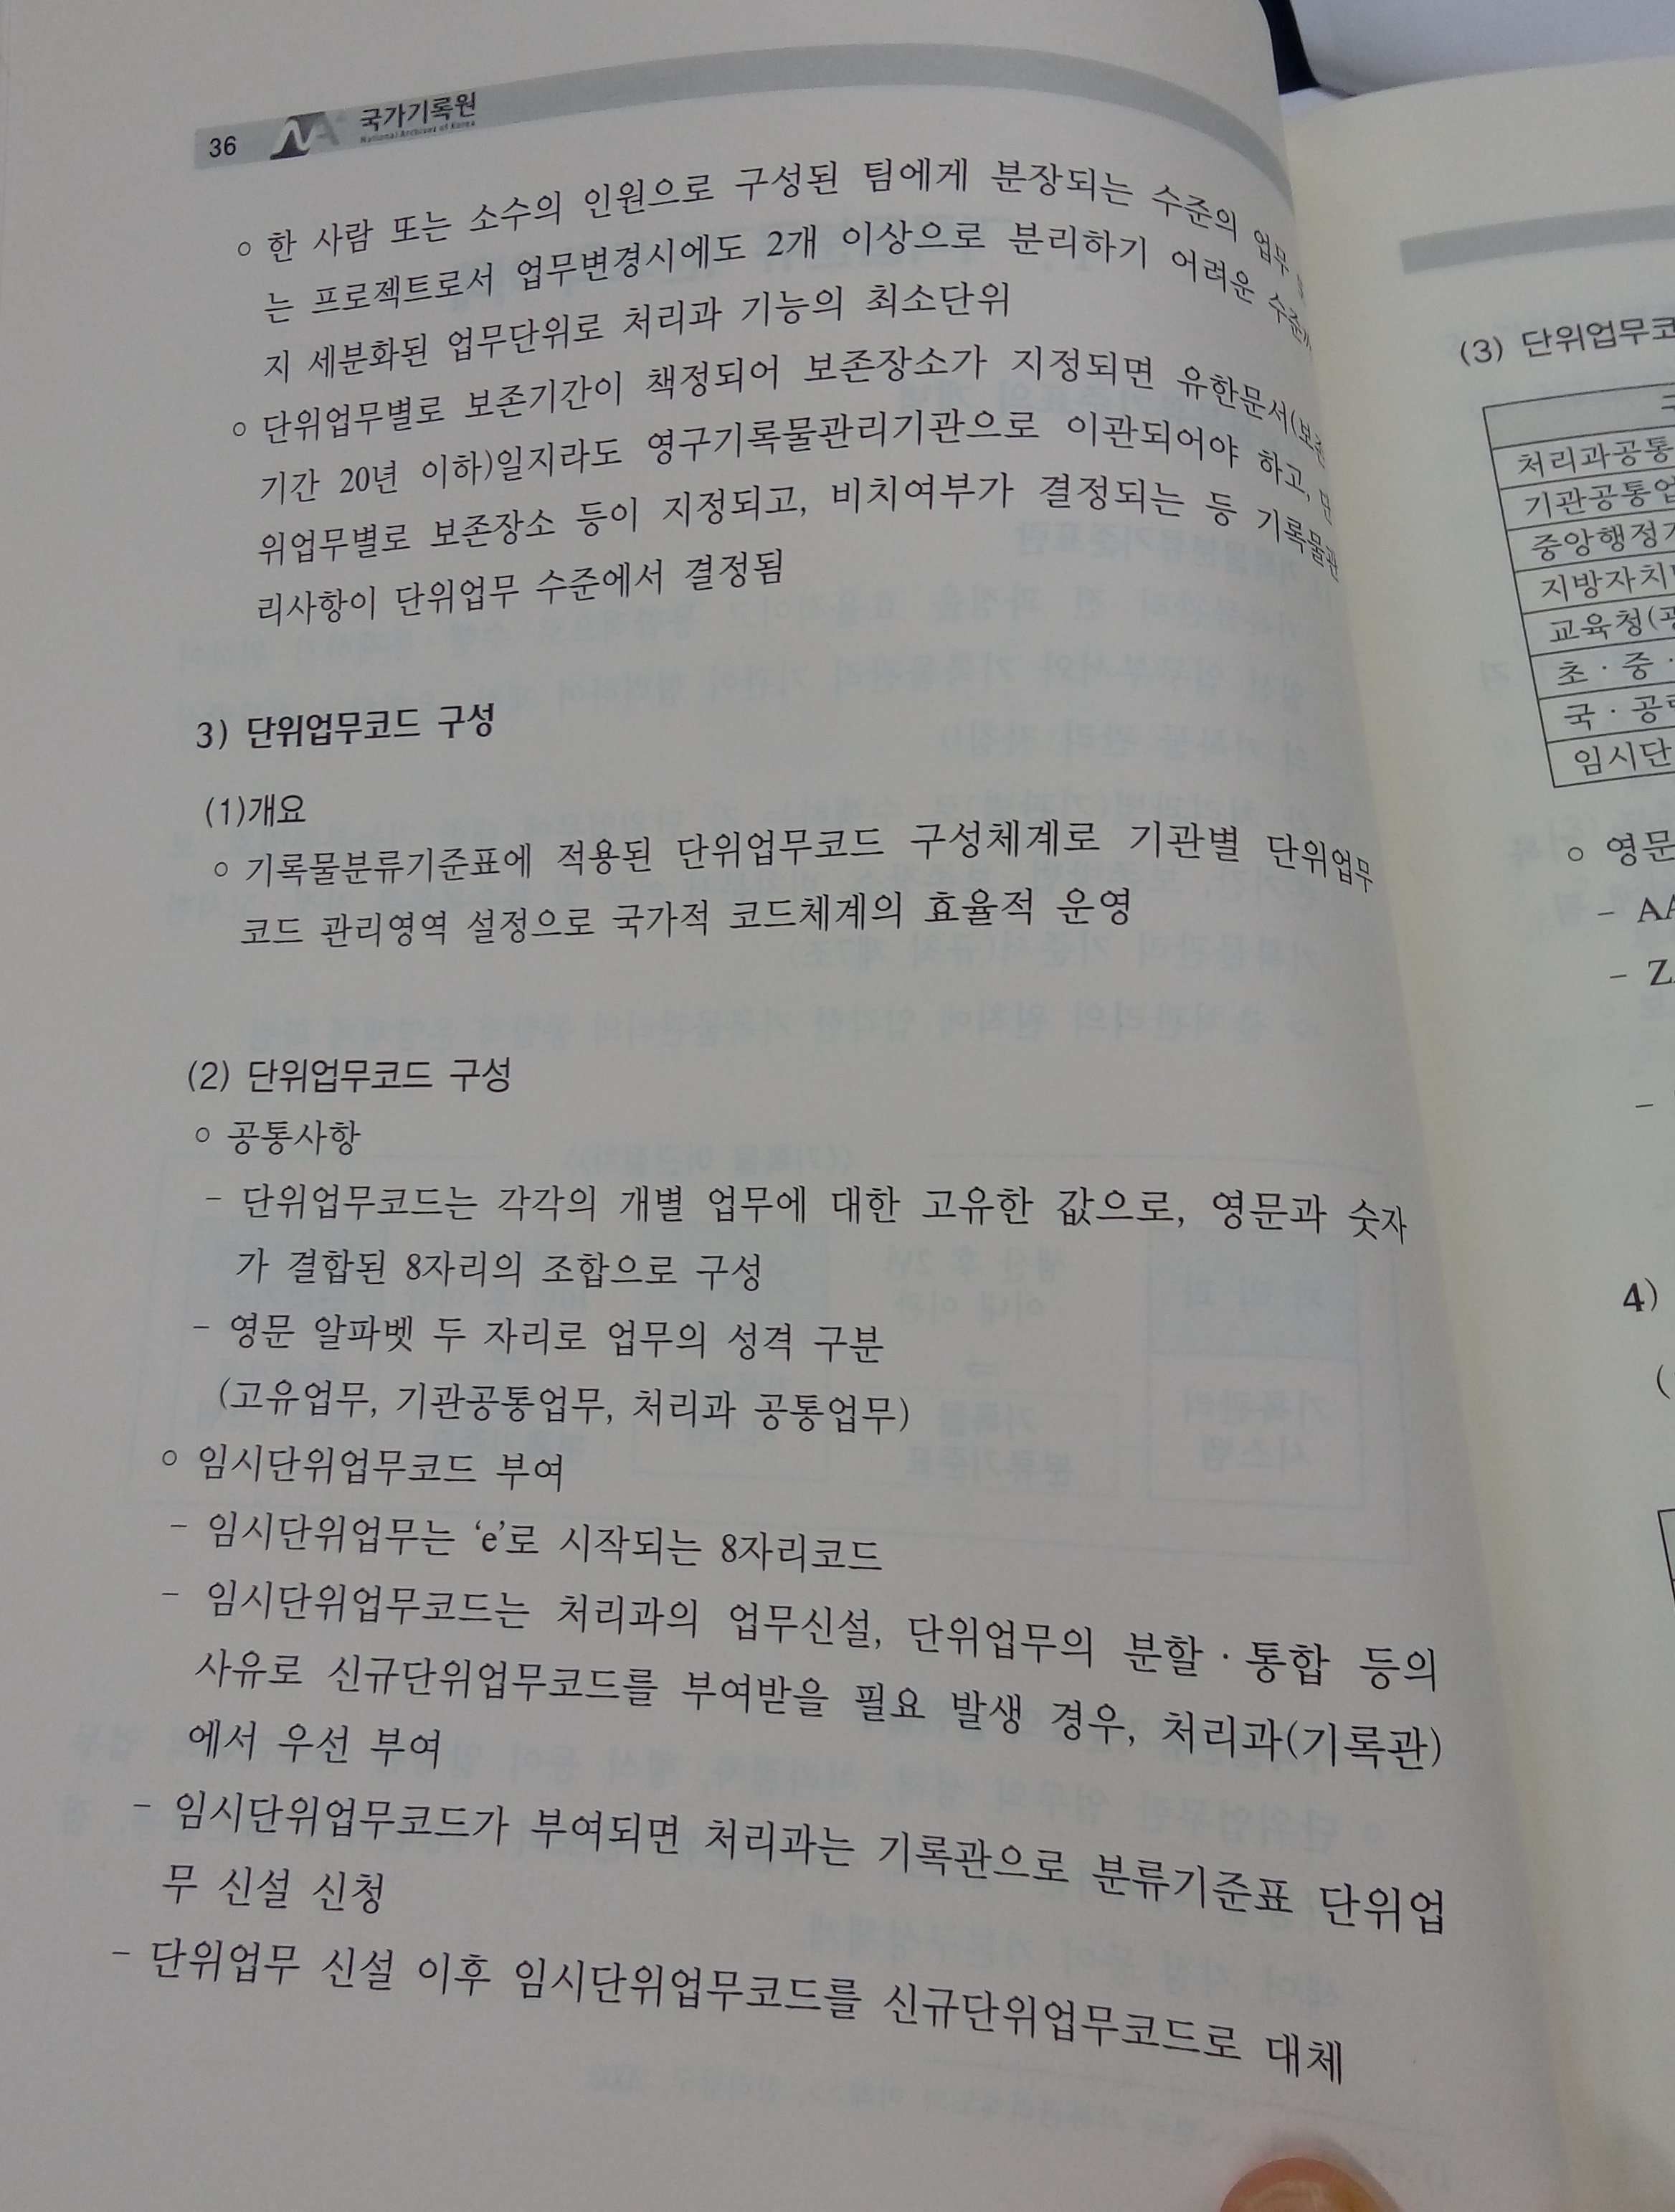 36 국가기록원
National Archives of Korea
○ 한 사람 또는 소수의 인원으로 구성된 팀에게 분장되는 수준의 업무
는 프로젝트로서 업무변경시에도 2개 이상으로 분리하기 어려운 수준까
지 세분화된 업무단위로 처리과 기능의 최소단위
○ 단위업무별로 보존기간이 책정되어 보존장소가 지정되면 유한문서(보존
기간 20년 이하)일지라도 영구기록물관리기관으로 이관되어야 하고,
위업무별로 보존장소 등이 지정되고, 비치여부가 결정되는 등 기록물관
리사항이 단위업무 수준에서 결정됨
3) 단위업무코드 구성
(1)개요
○ 기록물분류기준표에 적용된 단위업무코드 구성체계로 기관별 단위업무
코드 관리영역 설정으로 국가적 코드체계의 효율적 운영
(2) 단위업무코드 구성
○ 공통사항
- 단위업무코드는 각각의 개별 업무에 대한 고유한 값으로, 영문과 숫자
가 결합된 8자리의 조합으로 구성
- 영문 알파벳 두 자리로 업무의 성격 구분
(고유업무, 기관공통업무, 처리과 공통업무)
○ 임시단위업무코드 부여
- 임시단위업무는 ‘e’로 시작되는 8자리코드
- 임시단위업무코드는 처리과의 업무신설, 단위업무의 분할 · 통합 등의
사유로 신규단위업무코드를 부여받을 필요 발생 경우, 처리과(기록관)
에서 우선 부여
- 임시단위업무코드가 부여되면 처리과는 기록관으로 분류기준표 단위업
무 신설 신청
- 단위업무 신설 이후 임시단위업무코드를 신규단위업무코드로 대체
(3) 단위업무코
처리과공통
기관공통업
중앙행정기
지방자치
교육청(광
초 · 중 ·
국 · 공립
임시단
○ 영문
- AA
- Z
-
4)
(